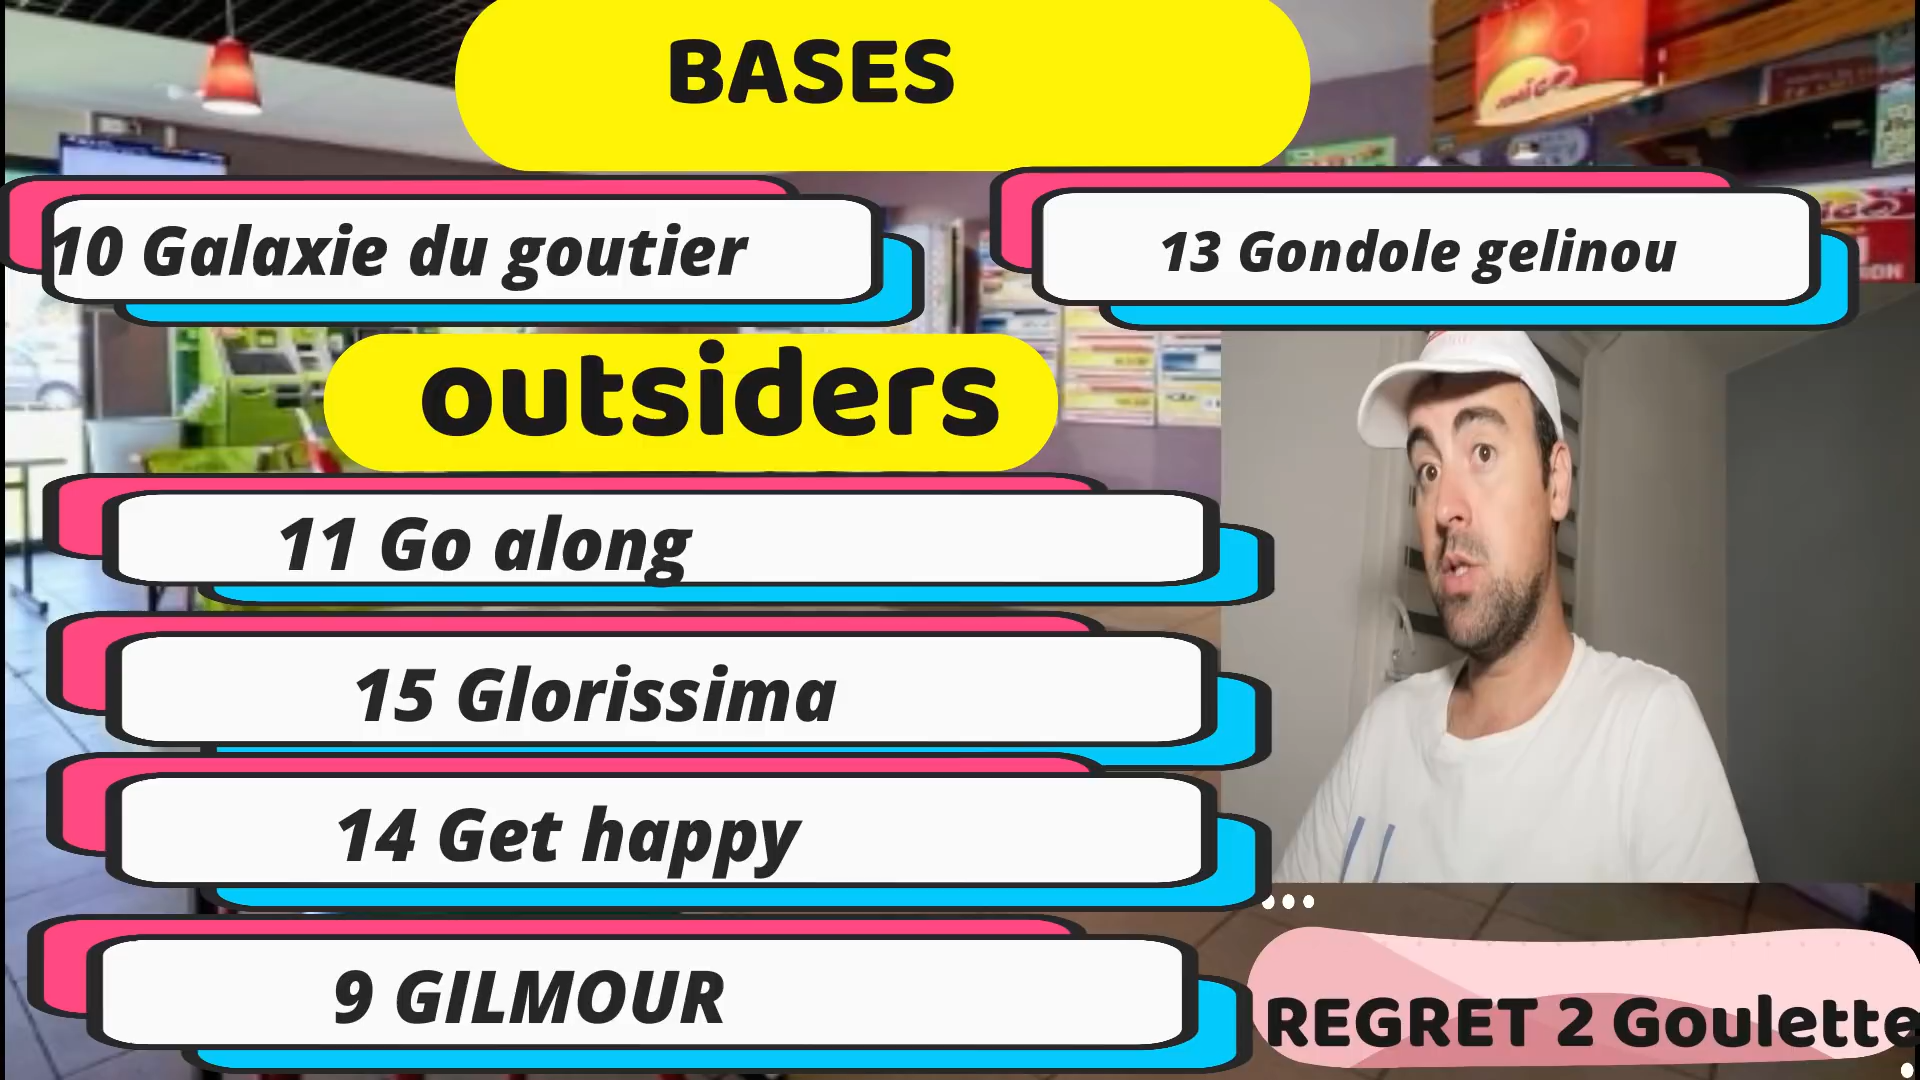 BASES
10 Galaxie du goutier
13 Gondole gelinou
outsiders
11 Go along
15 Glorissima
14 Get happy
9 GILMOUR
REGRET 2 Goulette